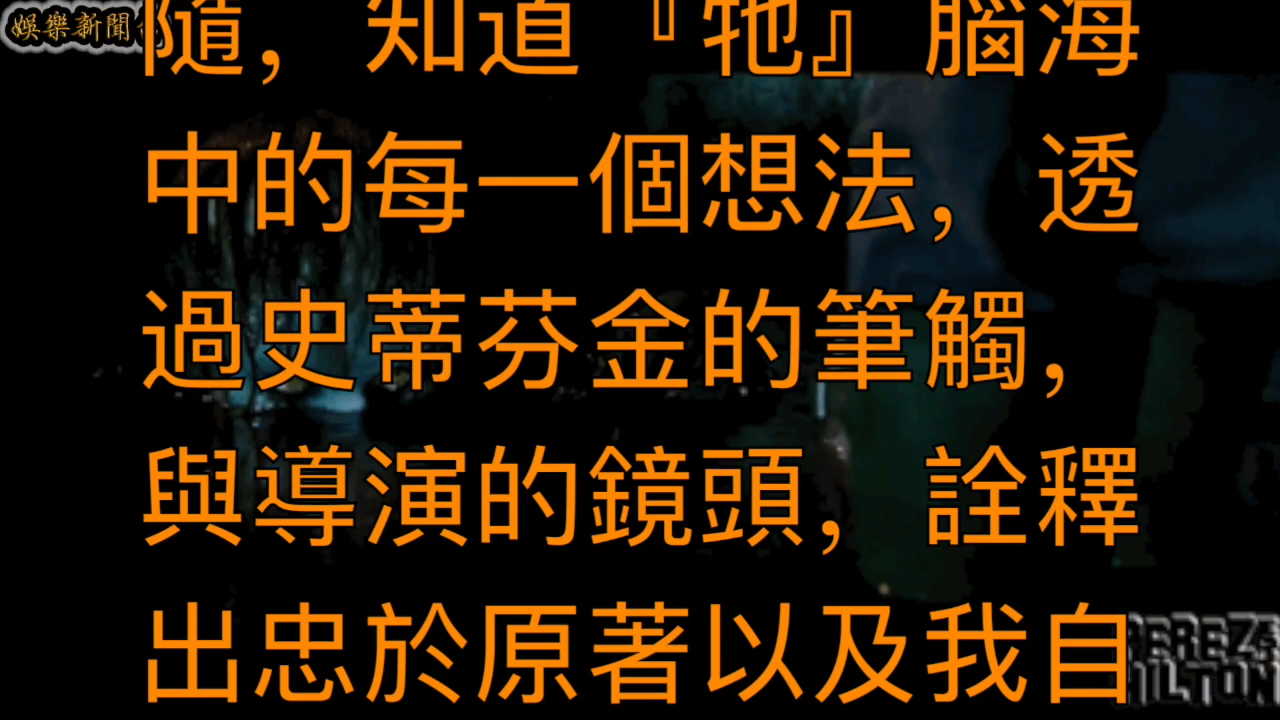 娛樂新聞
隨，知道『牠』腦海
中的每一個想法，透
過史蒂芬金的筆觸，
與導演的鏡頭，詮釋
出忠於原著以及我自
PEREZ
HILTON